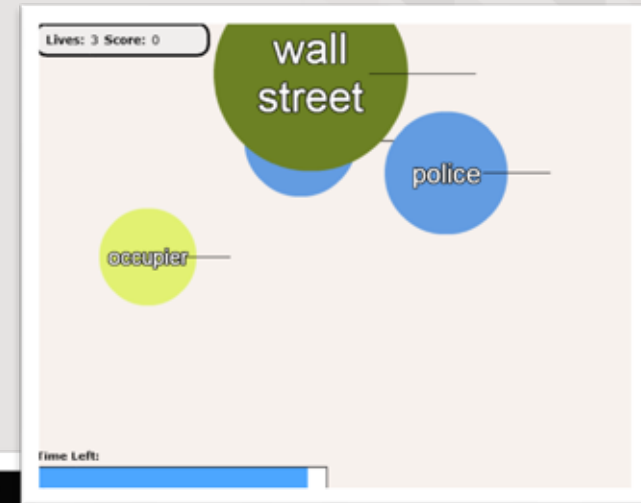 Lives: 3 Score: 0
wall
street
police
occupier
Time Left: